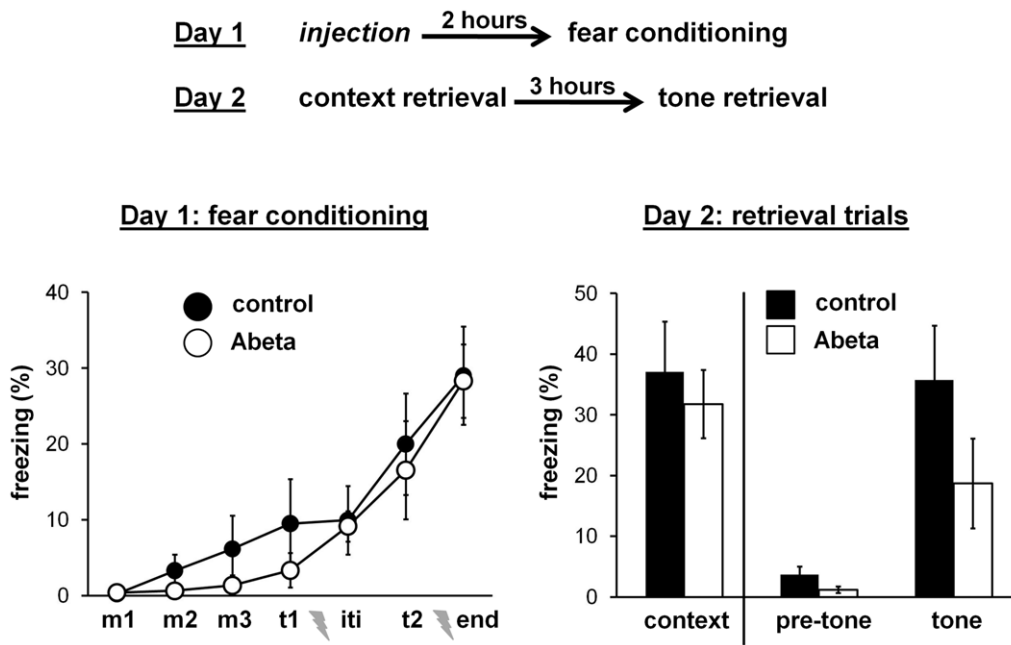 Day 1 injection 2 hours fear conditioning
Day 2 context retrieval 3 hours tone retrieval
Day 1: fear conditioning
Day 2: retrieval trials
freezing (%)
40
30
20
10
0
control
Abeta
m1 m2 m3 t1 iti t2 end
freezing (%)
50
40
30
20
10
0
control
Abeta
context pre-tone tone